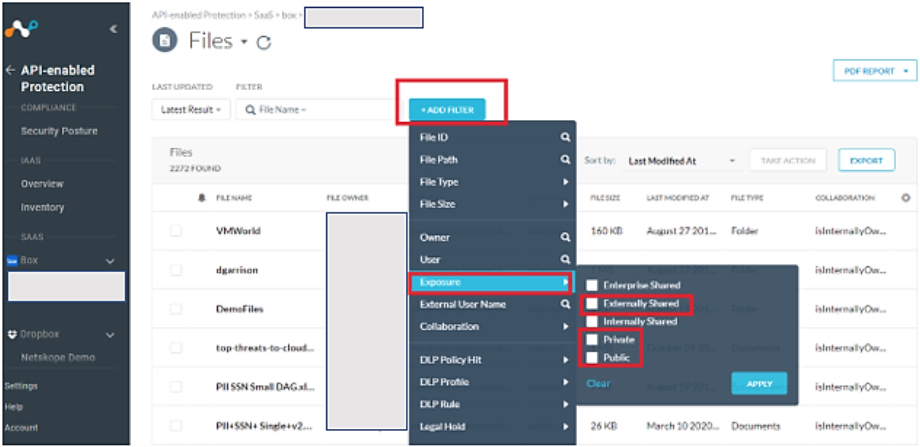 API-enabled Protection > SaaS > box >
Files
API-enabled
Protection
COMPLIANCE
Security Posture
IAAS
Overview
Inventory
SAAS
Box
Dropbox
Netskope Demo
Settings
Help
Account
PDF REPORT
LAST UPDATED FILTER
Latest Result File Name ~
+ ADD FILTER
Files
2272 FOUND
Sort by: Last Modified At
TAKE ACTION
EXPORT
FILE NAME FILE OWNER FILE SIZE LAST MODIFIED AT FILE TYPE COLLABORATION
VMWorld 160 KB August 27 201... Folder isInternallyOw...
dgarrison isInternallyOw...
DemoFiles isInternallyOw...
top-threats-to-cloud... isInternallyOw...
PII SSN Small DAG.xl... isInternallyOw...
PII+SSN+ Single+v2.... 26 KB March 10 2020... Documents isInternallyOw...
File ID
File Path
File Type
File Size
Owner
User
Exposure
External User Name
Collaboration
DLP Policy Hit
DLP Profile
DLP Rule
Legal Hold
Enterprise Shared
Externally Shared
Internally Shared
Private
Public
Clear
APPLY